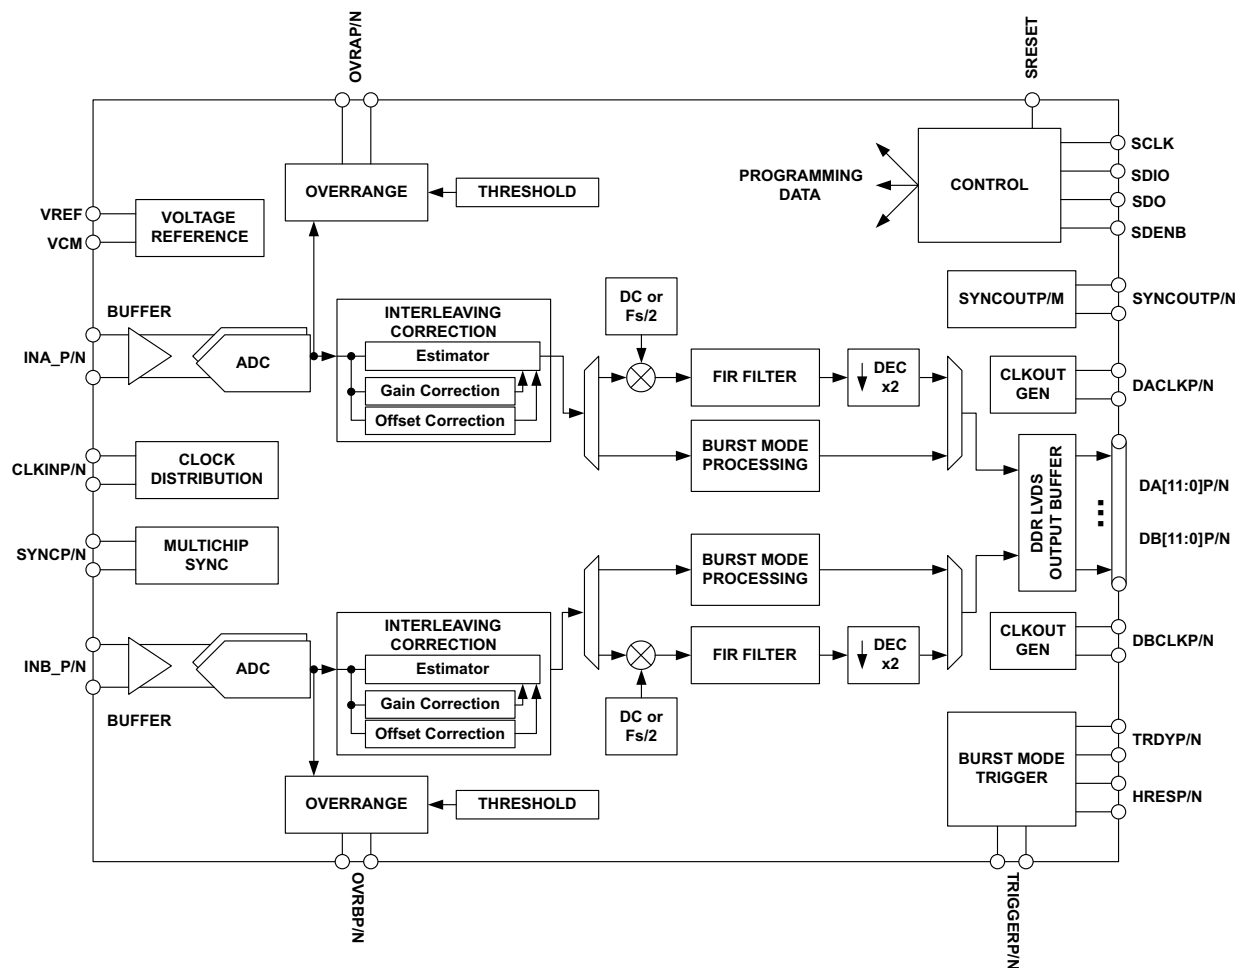 OVRAP/N
SRESET
OVERRANGE
THRESHOLD
PROGRAMMING
DATA
CONTROL
SCLK
SDIO
SDO
SDENB
VREF
VCM
VOLTAGE
REFERENCE
SYNCOUTP/M
SYNCOUTP/N
BUFFER
INA_P/N
ADC
INTERLEAVING
CORRECTION
Estimator
Gain Correction
Offset Correction
DC or
Fs/2
FIR FILTER
DEC
x2
BURST MODE
PROCESSING
CLKOUT
GEN
DACLKP/N
CLKINP/N
CLOCK
DISTRIBUTION
DDR LVDS
OUTPUT BUFFER
DA[11:0]P/N
DB[11:0]P/N
SYNCP/N
MULTICHIP
SYNC
BURST MODE
PROCESSING
INB_P/N
BUFFER
ADC
INTERLEAVING
CORRECTION
Estimator
Gain Correction
Offset Correction
FIR FILTER
DEC
x2
DC or
Fs/2
CLKOUT
GEN
DBCLKP/N
OVERRANGE
THRESHOLD
BURST MODE
TRIGGER
TRDYP/N
HRESP/N
OVRBP/N
TRIGGERP/N